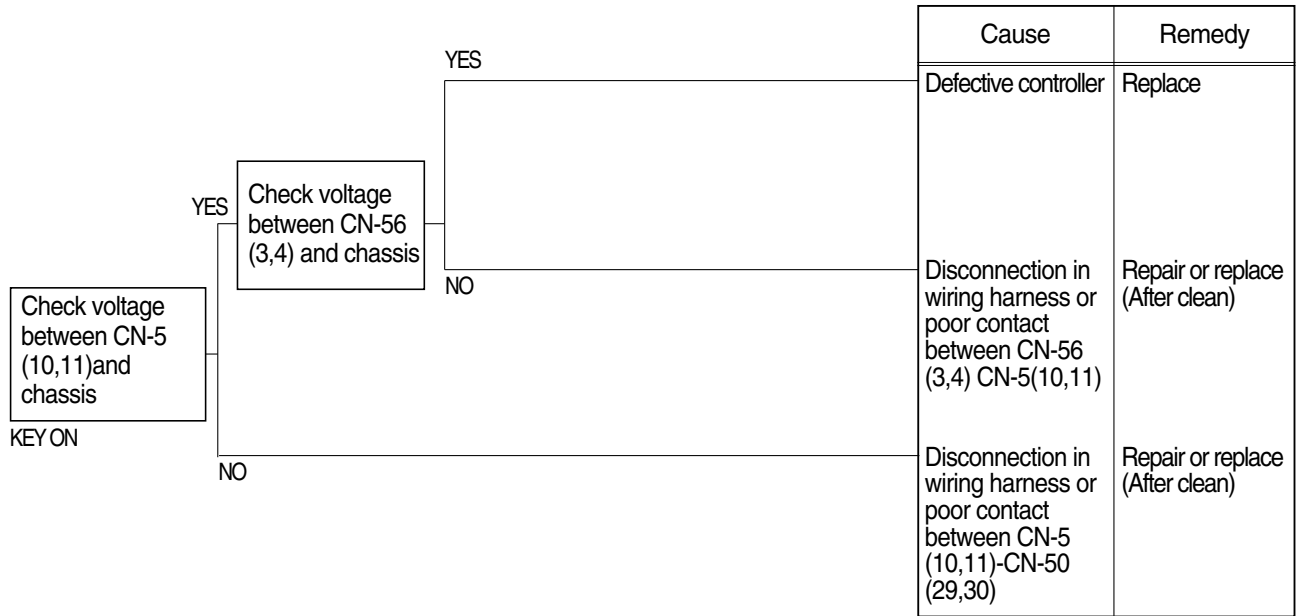 Cause
Remedy
YES
Defective controller
Replace
YES
Check voltage
between CN-56
(3,4) and chassis
NO
Disconnection in
wiring harness or
poor contact
between CN-56
(3,4) CN-5(10,11)
Repair or replace
(After clean)
Check voltage
between CN-5
(10,11)and
chassis
KEY ON
NO
Disconnection in
wiring harness or
poor contact
between CN-5
(10,11)-CN-50
(29,30)
Repair or replace
(After clean)